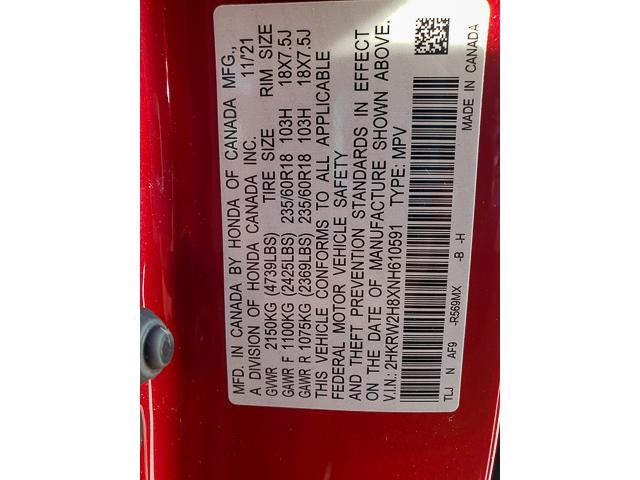 MFD. IN CANADA BY HONDA OF CANADA MFG.,
A DIVISION OF HONDA CANADA INC. 11/21
GVWR 2150KG (4739LBS) TIRE SIZE RIM SIZE
GAWR F 1100KG (2425LBS) 235/60R18 103H 18X7.5J
GAWR R 1075KG (2369LBS) 235/60R18 103H 18X7.5J
THIS VEHICLE CONFORMS TO ALL APPLICABLE
FEDERAL MOTOR VEHICLE SAFETY
AND THEFT PREVENTION STANDARDS IN EFFECT
ON THE DATE OF MANUFACTURE SHOWN ABOVE.
V.I.N.: 2HKRW2H8XNH610591 TYPE: MPV
TLJ N AF9 -R569MX -B -H MADE IN CANADA